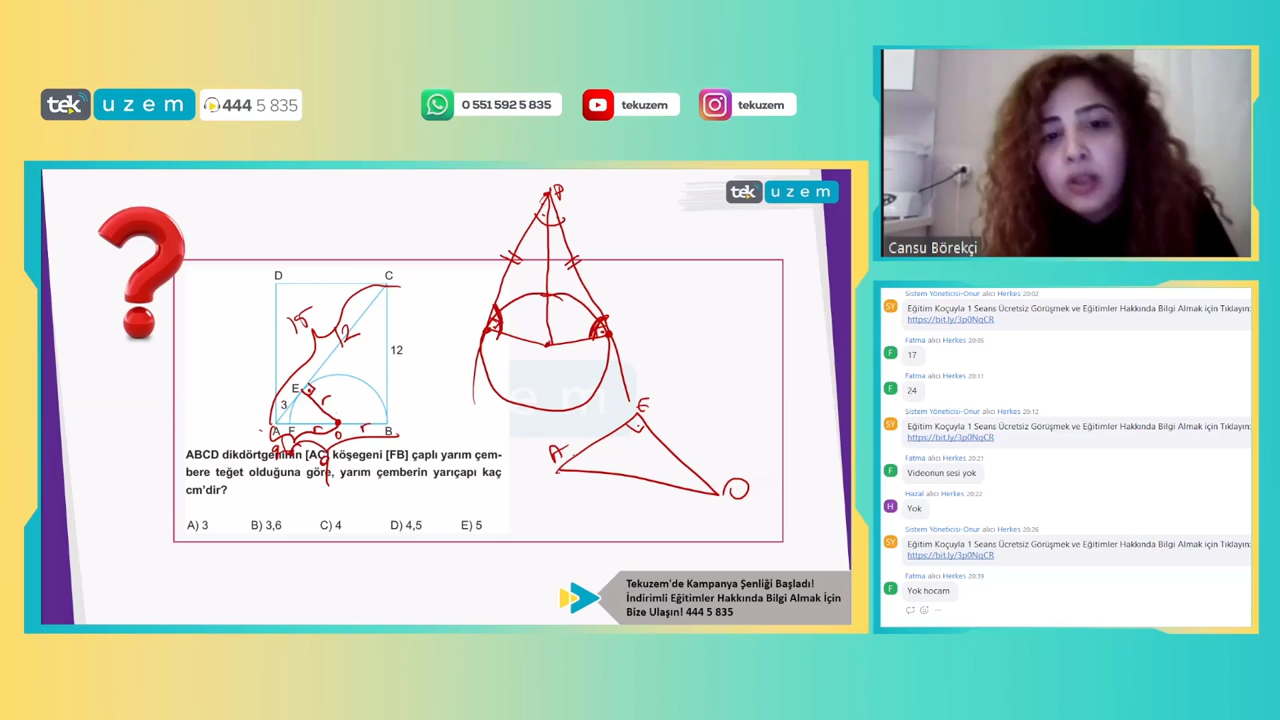 tek uzem 444 5 835
0 551 592 5 835
tekuzem
tekuzem
tek uzem
Cansu Börekçi
D C
15 12
12
E
r
3
A F r O r B
9
9
P
E
A
O
ABCD dikdörtgeninin [AC] köşegeni [FB] çaplı yarım çem-
bere teğet olduğuna göre, yarım çemberin yarıçapı kaç
cm'dir?
A) 3 B) 3,6 C) 4 D) 4,5 E) 5
Tekuzem'de Kampanya Şenliği Başladı!
İndirimli Eğitimler Hakkında Bilgi Almak İçin
Bize Ulaşın! 444 5 835
Sistem Yöneticisi-Onur alıcı Herkes 20:02
SY
Eğitim Koçuyla 1 Seans Ücretsiz Görüşmek ve Eğitimler Hakkında Bilgi Almak için Tıklayın:
https://bit.ly/3p0NqCR
Fatma alıcı Herkes 20:05
F 17
Fatma alıcı Herkes 20:11
F 24
Sistem Yöneticisi-Onur alıcı Herkes 20:12
SY
Eğitim Koçuyla 1 Seans Ücretsiz Görüşmek ve Eğitimler Hakkında Bilgi Almak için Tıklayın:
https://bit.ly/3p0NqCR
Fatma alıcı Herkes 20:21
F Videonun sesi yok
Hazal alıcı Herkes 20:22
H Yok
Sistem Yöneticisi-Onur alıcı Herkes 20:26
SY
Eğitim Koçuyla 1 Seans Ücretsiz Görüşmek ve Eğitimler Hakkında Bilgi Almak için Tıklayın:
https://bit.ly/3p0NqCR
Fatma alıcı Herkes 20:39
F Yok hocam